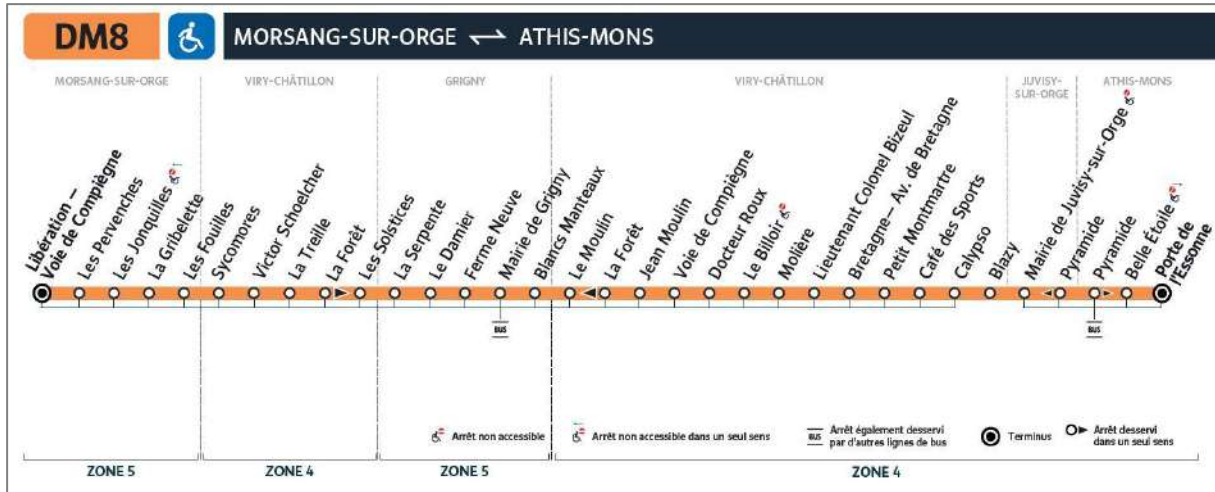 DM8
MORSANG-SUR-ORGE ⇌ ATHIS-MONS
MORSANG-SUR-ORGE
VIRY-CHÂTILLON
GRIGNY
VIRY-CHÂTILLON
JUVISY-
SUR-ORGE
ATHIS-MONS
Libération –
Voie de Compiègne
Les Pervenches
Les Jonquilles
La Gribelette
Les Fouilles
Sycomores
Victor Schoelcher
La Treille
La Forêt
Les Solstices
La Serpente
Le Damier
Ferme Neuve
Mairie de Grigny
Blancs Manteaux
Le Moulin
La Forêt
Jean Moulin
Voie de Compiègne
Docteur Roux
Le Billoir
Molière
Lieutenant Colonel Bizeul
Bretagne— Av. de Bretagne
Petit Montmartre
Café des Sports
Calypso
Blazy
Mairie de Juvisy-sur-Orge
Pyramide
Pyramide
Belle Étoile
Porte de
l'Essonne
BUS
BUS
Arrêt non accessible
Arrêt non accessible dans un seul sens
BUS
Arrêt également desservi
par d'autres lignes de bus
Terminus
Arrêt desservi
dans un seul sens
ZONE 5
ZONE 4
ZONE 5
ZONE 4